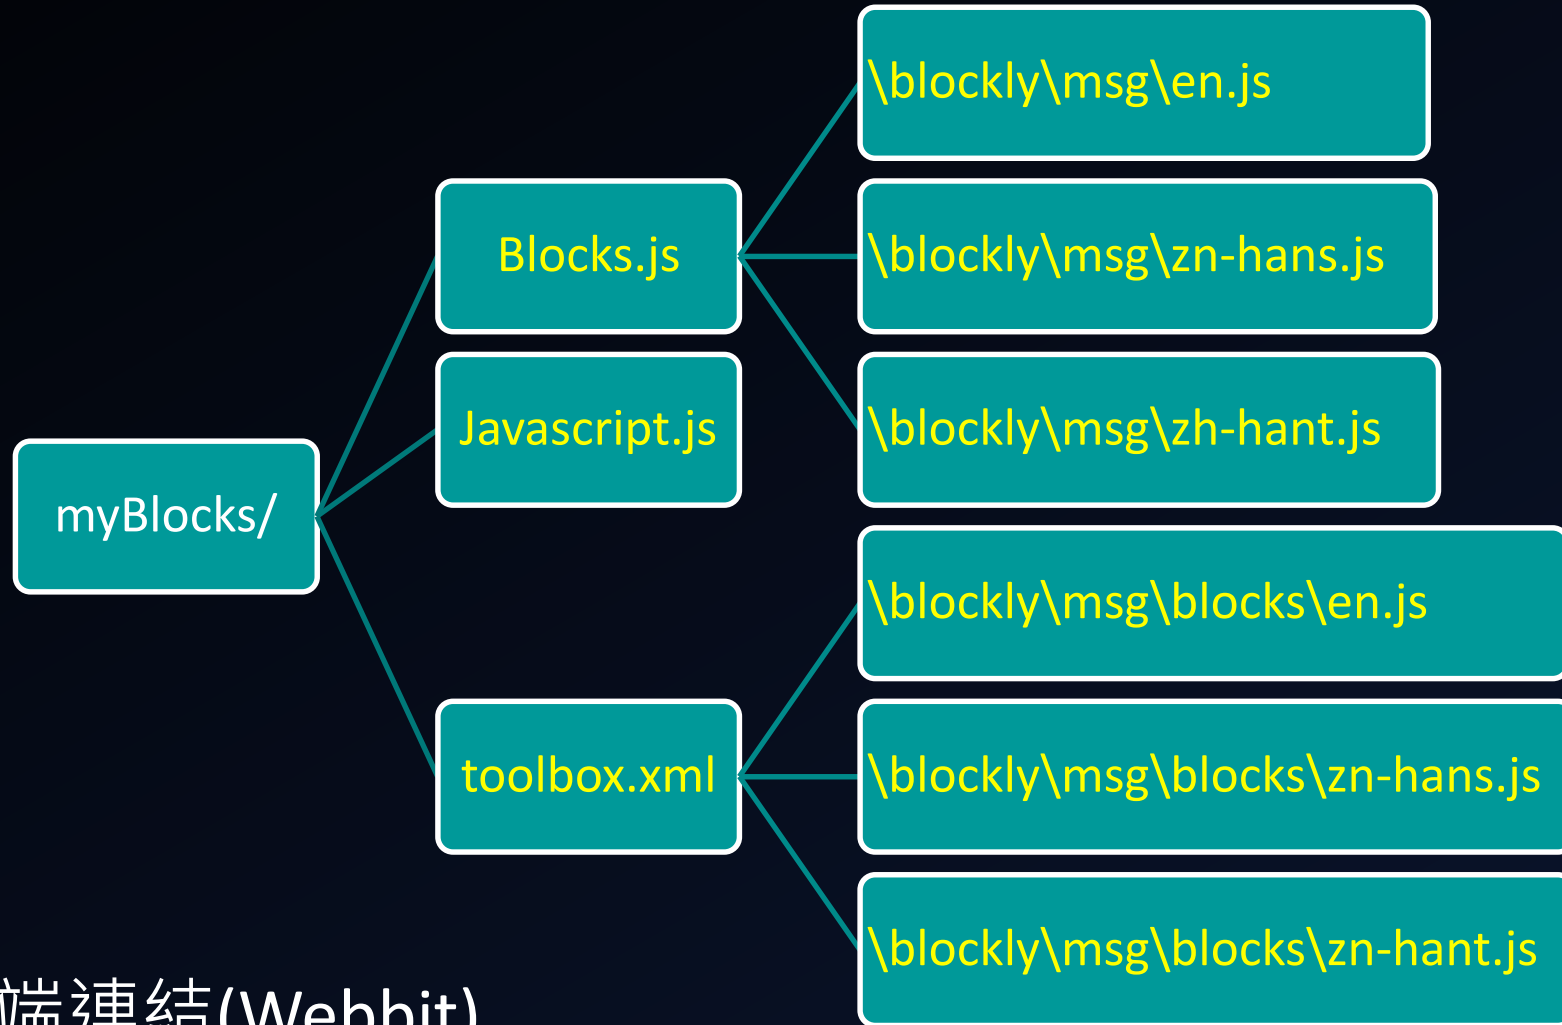 \blockly\msg\en.js
Blocks.js
\blockly\msg\zn-hans.js
Javascript.js
\blockly\msg\zh-hant.js
myBlocks/
\blockly\msg\blocks\en.js
toolbox.xml
\blockly\msg\blocks\zn-hans.js
\blockly\msg\blocks\zn-hant.js
端連結(Webbit)